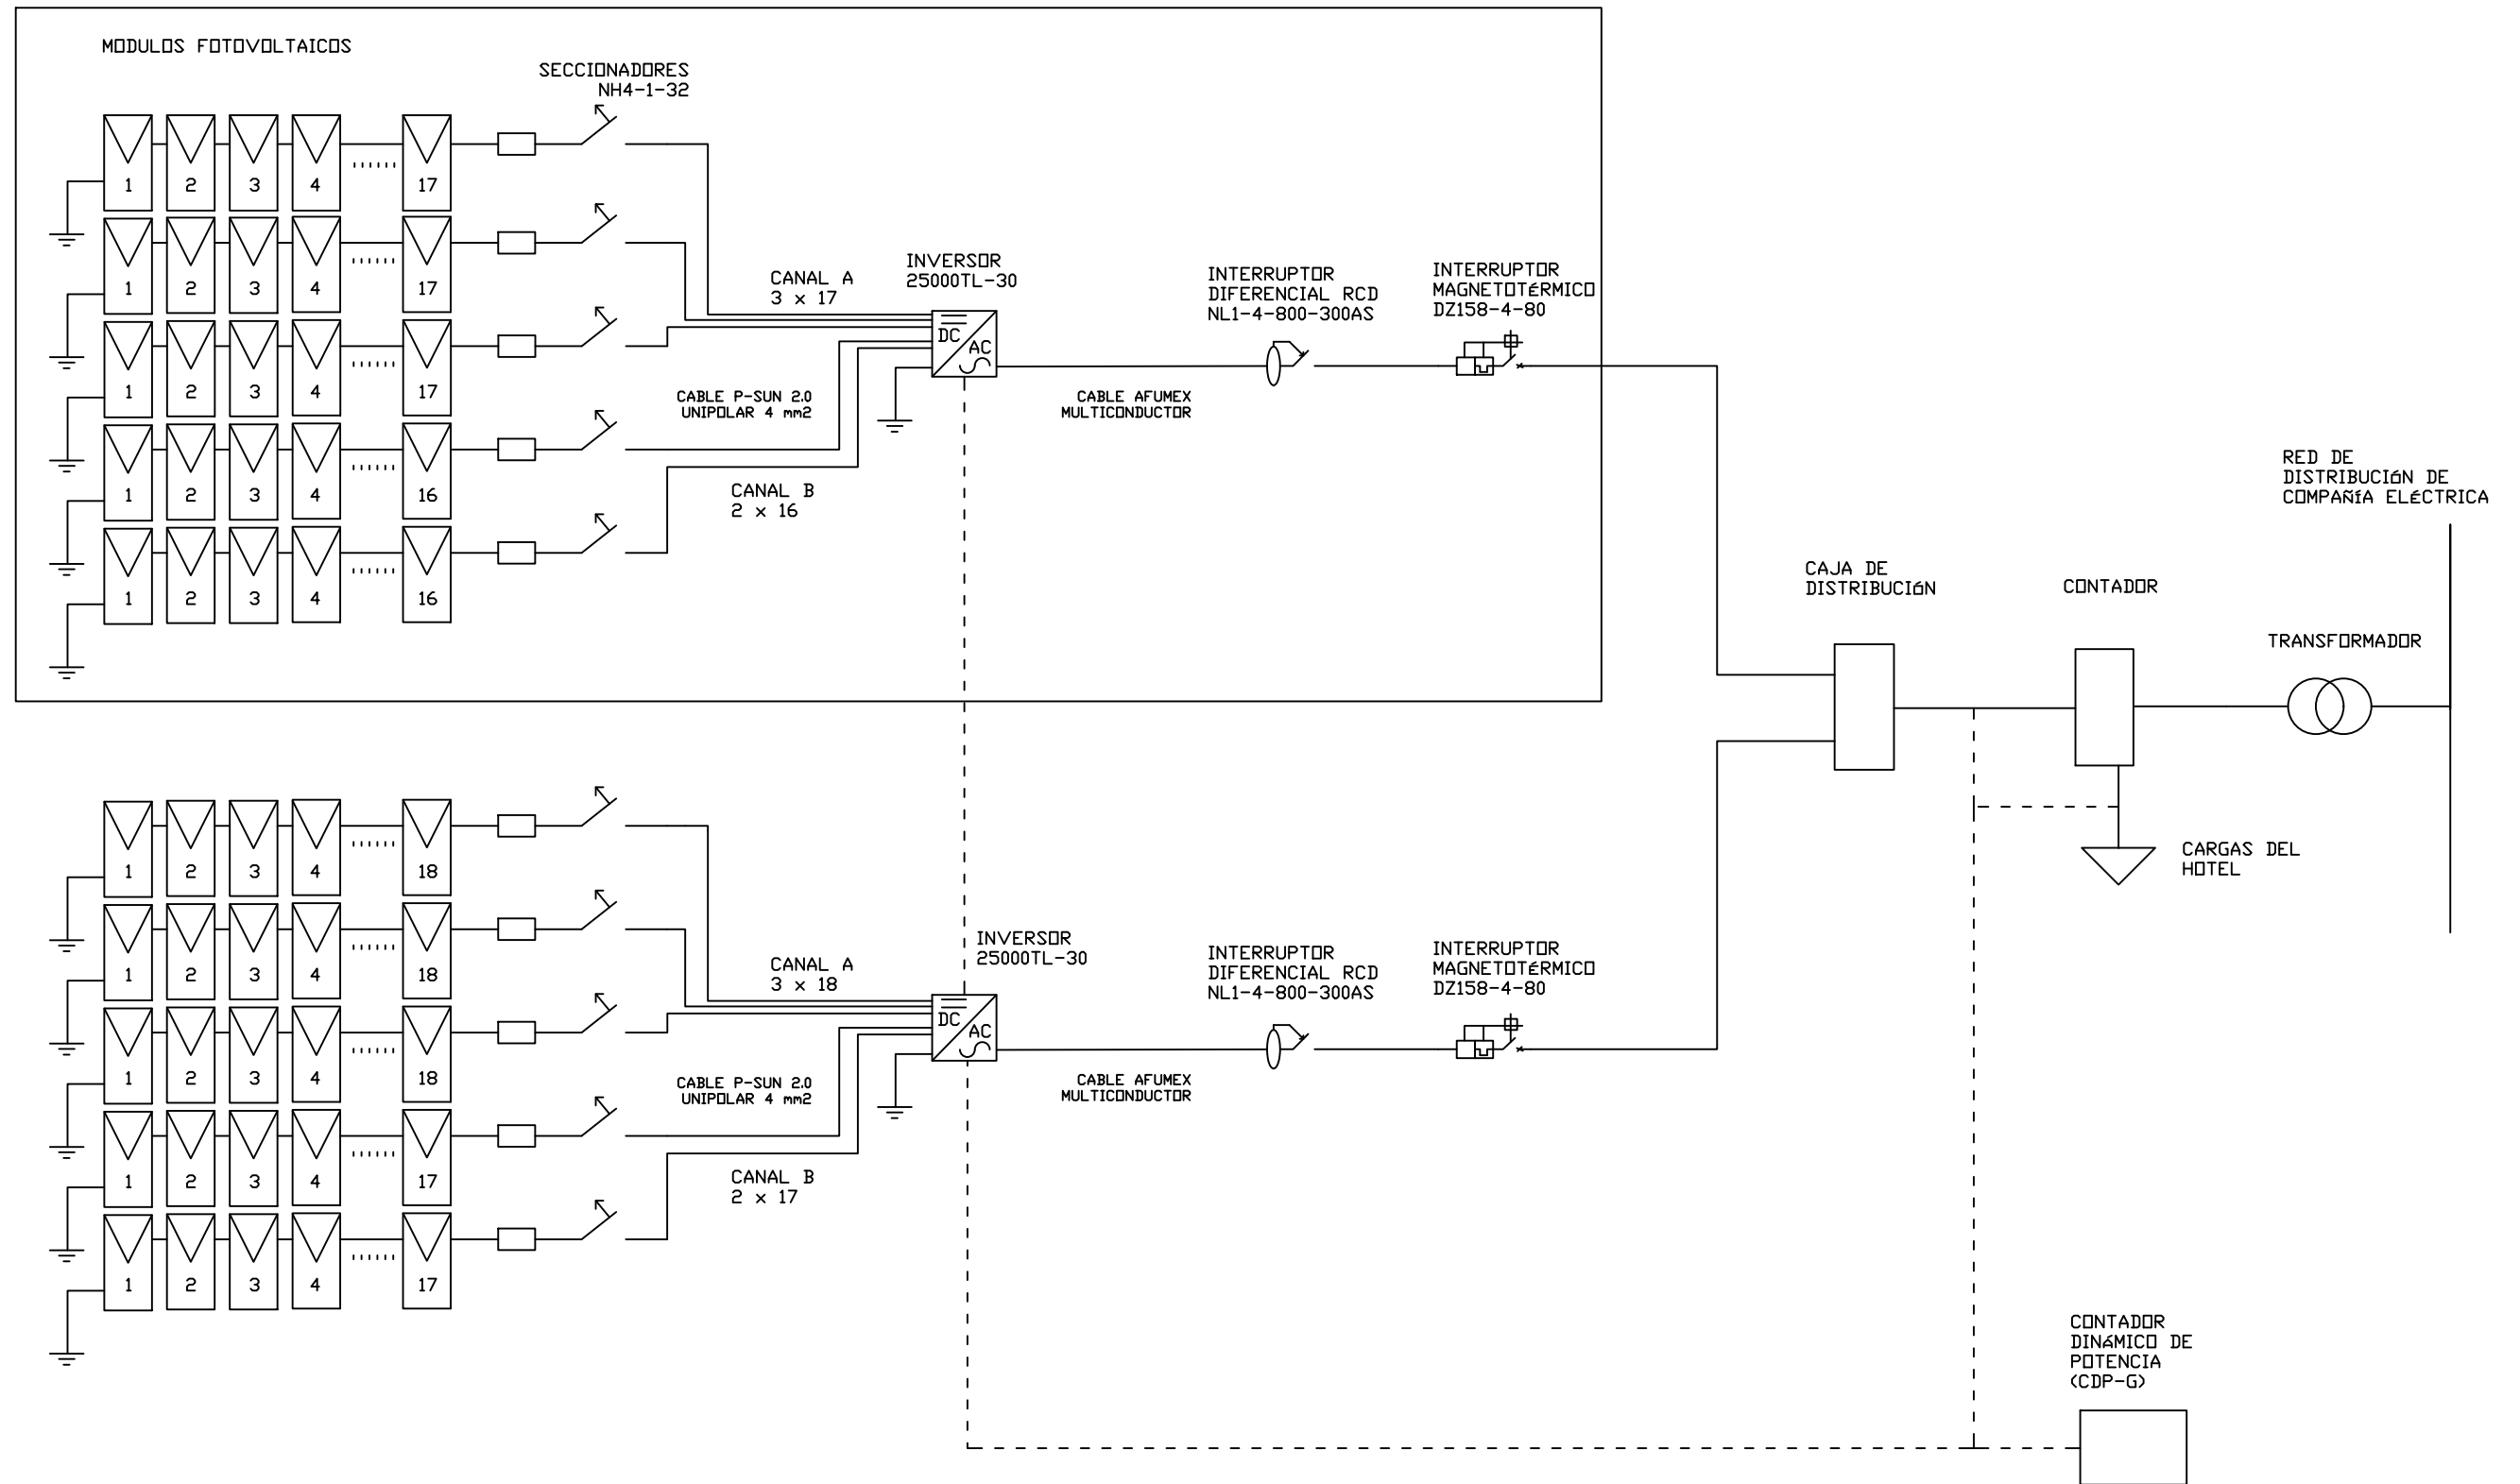 MODULOS FOTOVOLTAICOS
SECCIONADORES
NH4-1-32
1 2 3 4 17
1 2 3 4 17
1 2 3 4 17
1 2 3 4 16
1 2 3 4 16
CANAL A
3 x 17
INVERSOR
25000TL-30
DC
AC
CABLE P-SUN 2.0
UNIPOLAR 4 mm2
CANAL B
2 x 16
CABLE AFUMEX
MULTICONDUCTOR
INTERRUPTOR
DIFERENCIAL RCD
NL1-4-800-300AS
INTERRUPTOR
MAGNETOTÉRMICO
DZ158-4-80
CAJA DE
DISTRIBUCIÓN
CONTADOR
RED DE
DISTRIBUCIÓN DE
COMPAÑÍA ELÉCTRICA
TRANSFORMADOR
CARGAS DEL
HOTEL
1 2 3 4 18
1 2 3 4 18
1 2 3 4 18
1 2 3 4 17
1 2 3 4 17
CANAL A
3 x 18
INVERSOR
25000TL-30
DC
AC
CABLE P-SUN 2.0
UNIPOLAR 4 mm2
CANAL B
2 x 17
CABLE AFUMEX
MULTICONDUCTOR
INTERRUPTOR
DIFERENCIAL RCD
NL1-4-800-300AS
INTERRUPTOR
MAGNETOTÉRMICO
DZ158-4-80
CONTADOR
DINÁMICO DE
POTENCIA
(CDP-G)